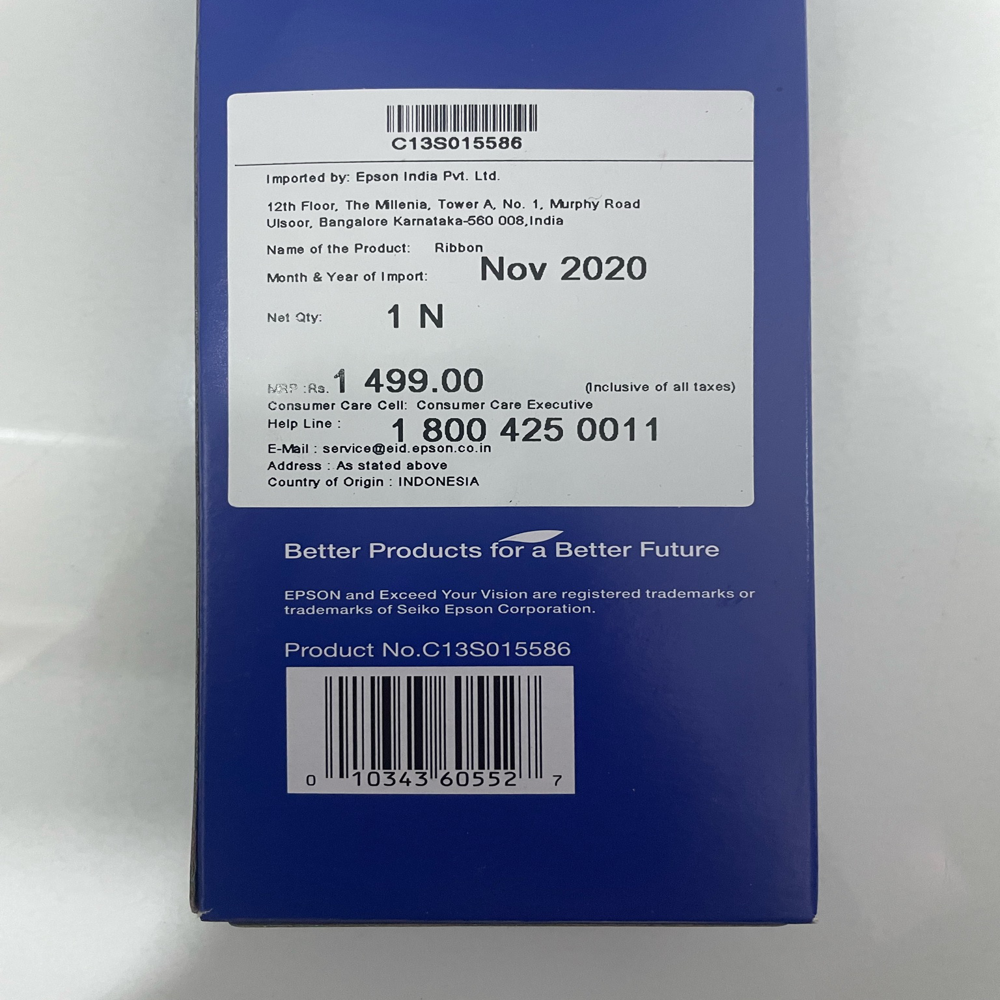 C13S015586
Imported by: Epson India Pvt. Ltd.
12th Floor, The Millenia, Tower A, No. 1, Murphy Road
Ulsoor, Bangalore Karnataka-560 008,India
Name of the Product: Ribbon
Month & Year of Import: Nov 2020
Net Qty: 1 N
MRP :Rs. 1 499.00 (Inclusive of all taxes)
Consumer Care Cell: Consumer Care Executive
Help Line : 1 800 425 0011
E-Mail : service@eid.epson.co.in
Address : As stated above
Country of Origin : INDONESIA
Better Products for a Better Future
EPSON and Exceed Your Vision are registered trademarks or
trademarks of Seiko Epson Corporation.
Product No.C13S015586
0 10343 60552 7